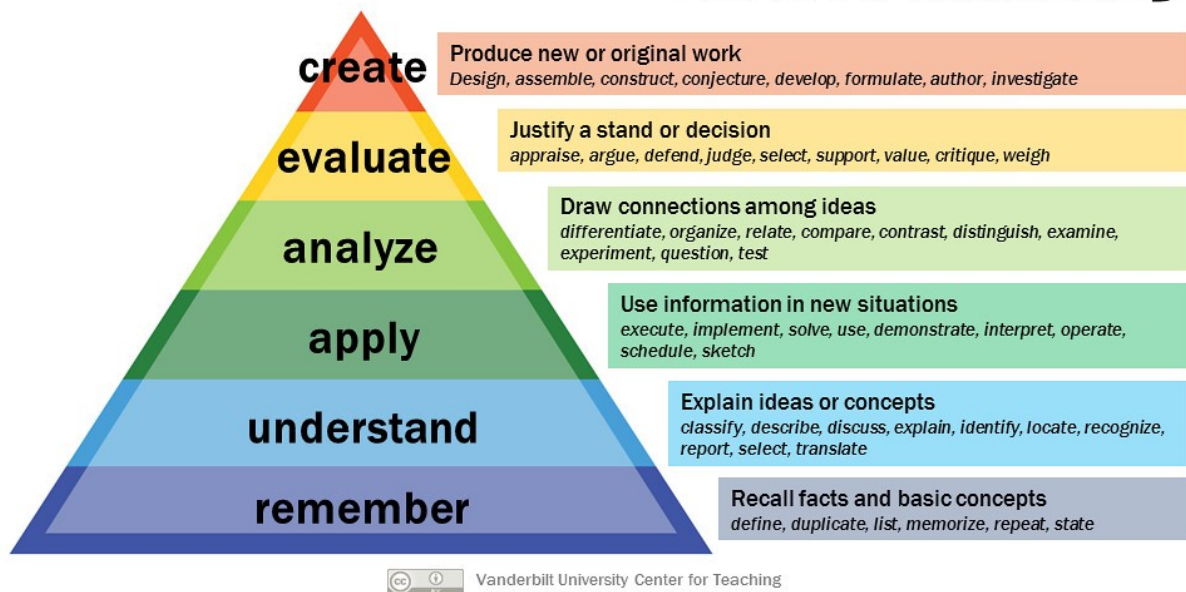 create
Produce new or original work
Design, assemble, construct, conjecture, develop, formulate, author, investigate
evaluate
Justify a stand or decision
appraise, argue, defend, judge, select, support, value, critique, weigh
analyze
Draw connections among ideas
differentiate, organize, relate, compare, contrast, distinguish, examine,
experiment, question, test
apply
Use information in new situations
execute, implement, solve, use, demonstrate, interpret, operate,
schedule, sketch
understand
Explain ideas or concepts
classify, describe, discuss, explain, identify, locate, recognize,
report, select, translate
remember
Recall facts and basic concepts
define, duplicate, list, memorize, repeat, state
cc
Vanderbilt University Center for Teaching